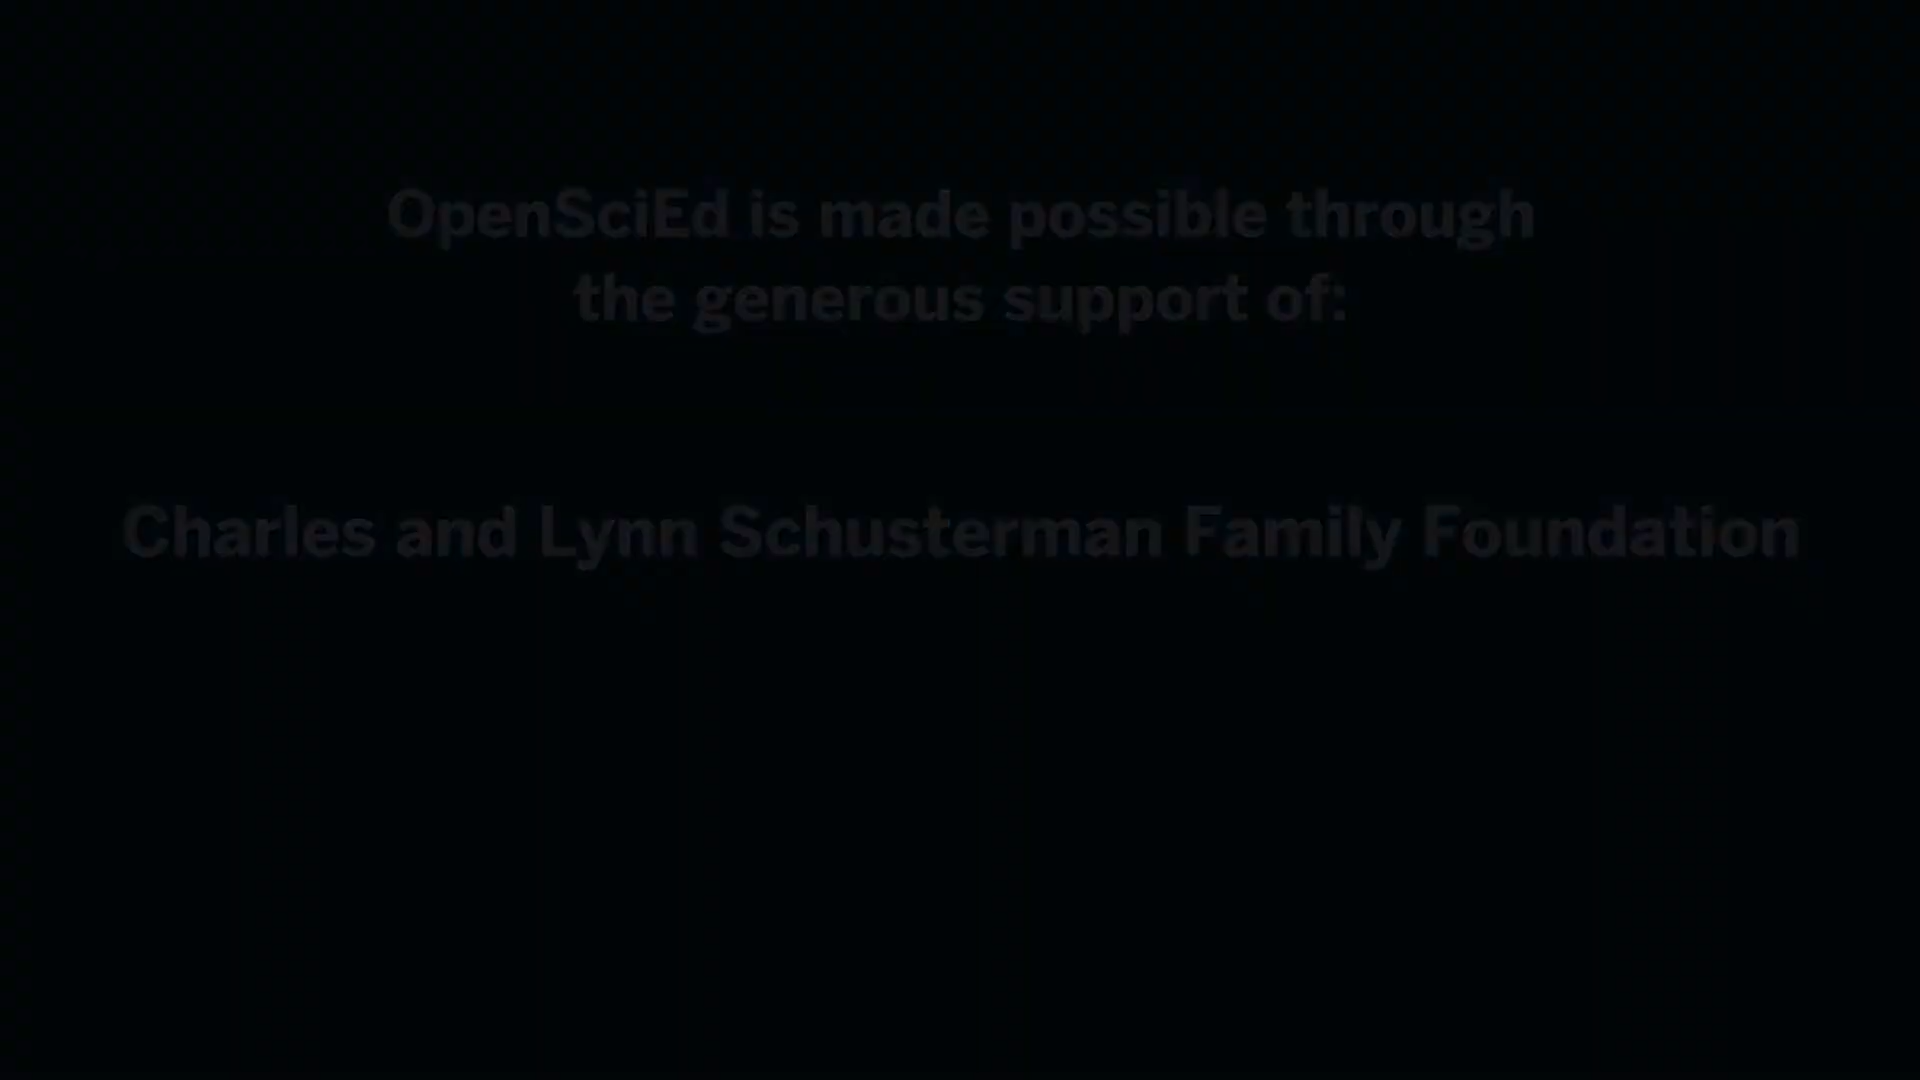 OpenSciEd is made possible through
the generous support of:
Charles and Lynn Schusterman Family Foundation